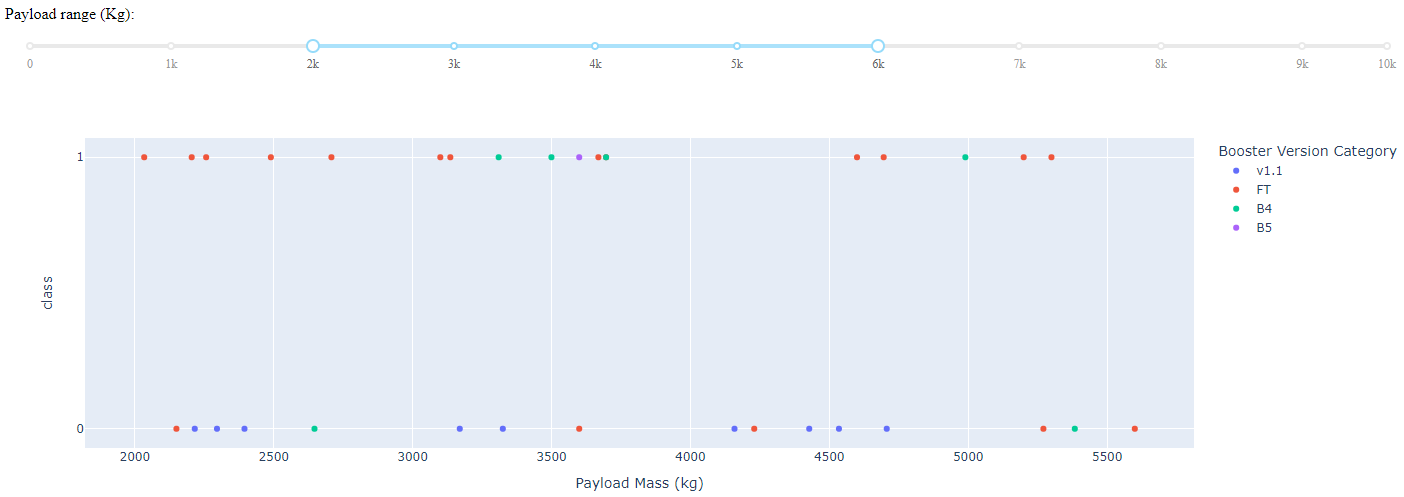 Payload range (Kg):
0 1k 2k 3k 4k 5k 6k 7k 8k 9k 10k
Booster Version Category
v1.1
FT
B4
B5
1
class
0
2000 2500 3000 3500 4000 4500 5000 5500
Payload Mass (kg)